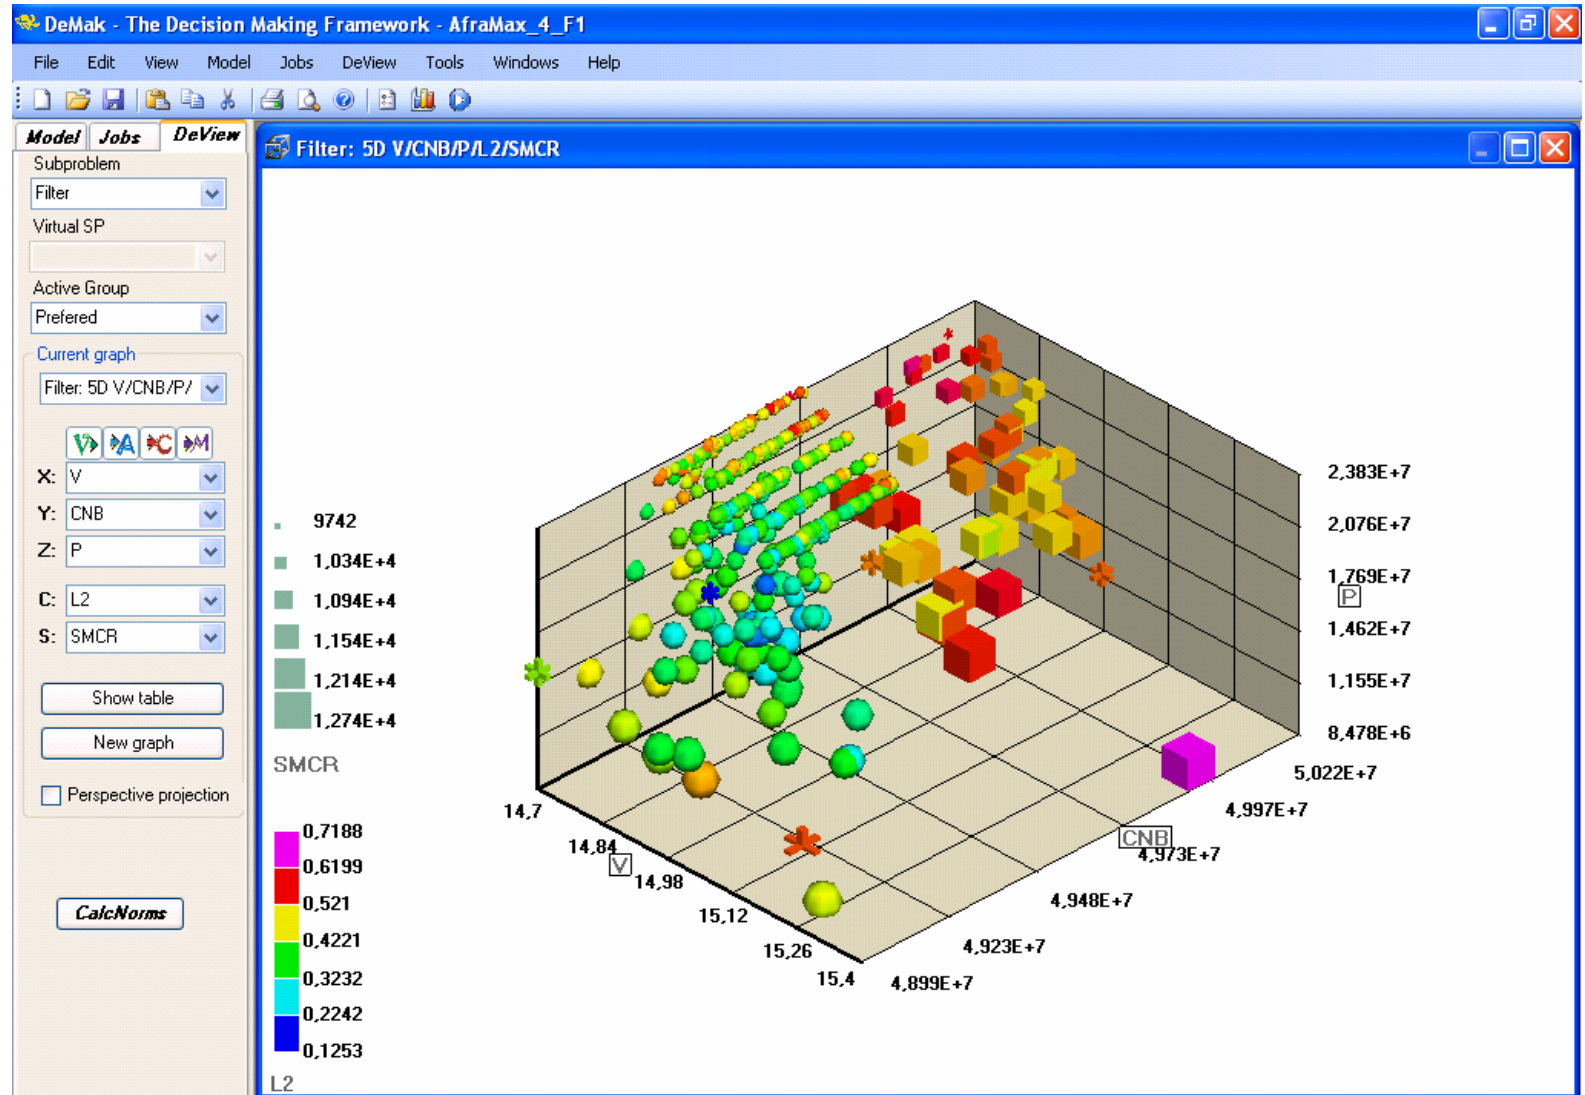 DeMak - The Decision Making Framework - AfraMax_4_F1
File Edit View Model Jobs DeView Tools Windows Help
Model Jobs DeView
Filter: 5D V/CNB/P/L2/SMCR
Subproblem
Filter
Virtual SP
Active Group
Prefered
Current graph
Filter: 5D V/CNB/P/
V A C M
X: V
Y: CNB
Z: P
C: L2
S: SMCR
Show table
New graph
Perspective projection
CalcNorms
9742
1,034E+4
1,094E+4
1,154E+4
1,214E+4
1,274E+4
SMCR
0,7188
0,6199
0,521
0,4221
0,3232
0,2242
0,1253
L2
2,383E+7
2,076E+7
1,769E+7
P
1,462E+7
1,155E+7
8,478E+6
14,7
14,84
V
14,98
15,12
15,26
15,4
5,022E+7
4,997E+7
CNB
4,973E+7
4,948E+7
4,923E+7
4,899E+7